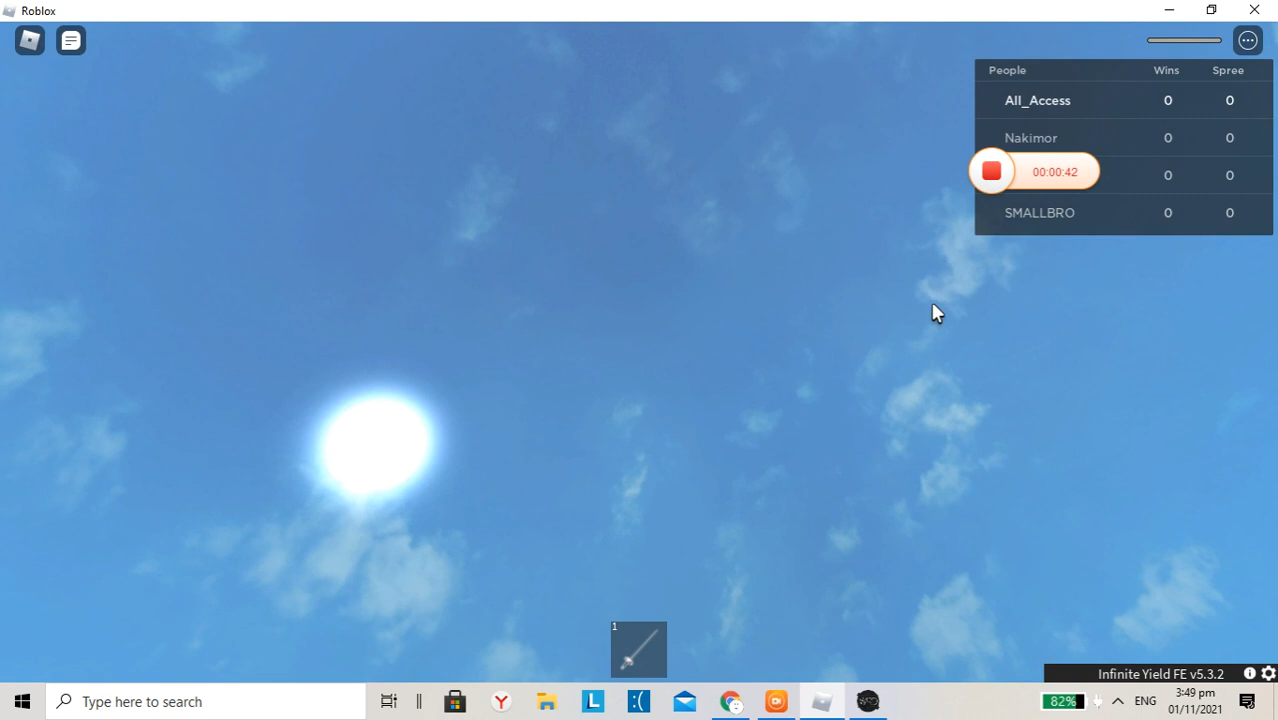 Roblox
People Wins Spree
All_Access 0 0
Nakimor 0 0
00:00:42
0 0
SMALLBRO 0 0
1
Infinite Yield FE v5.3.2
Type here to search
L
Y
:(
82%
ENG
3:49 pm
01/11/2021